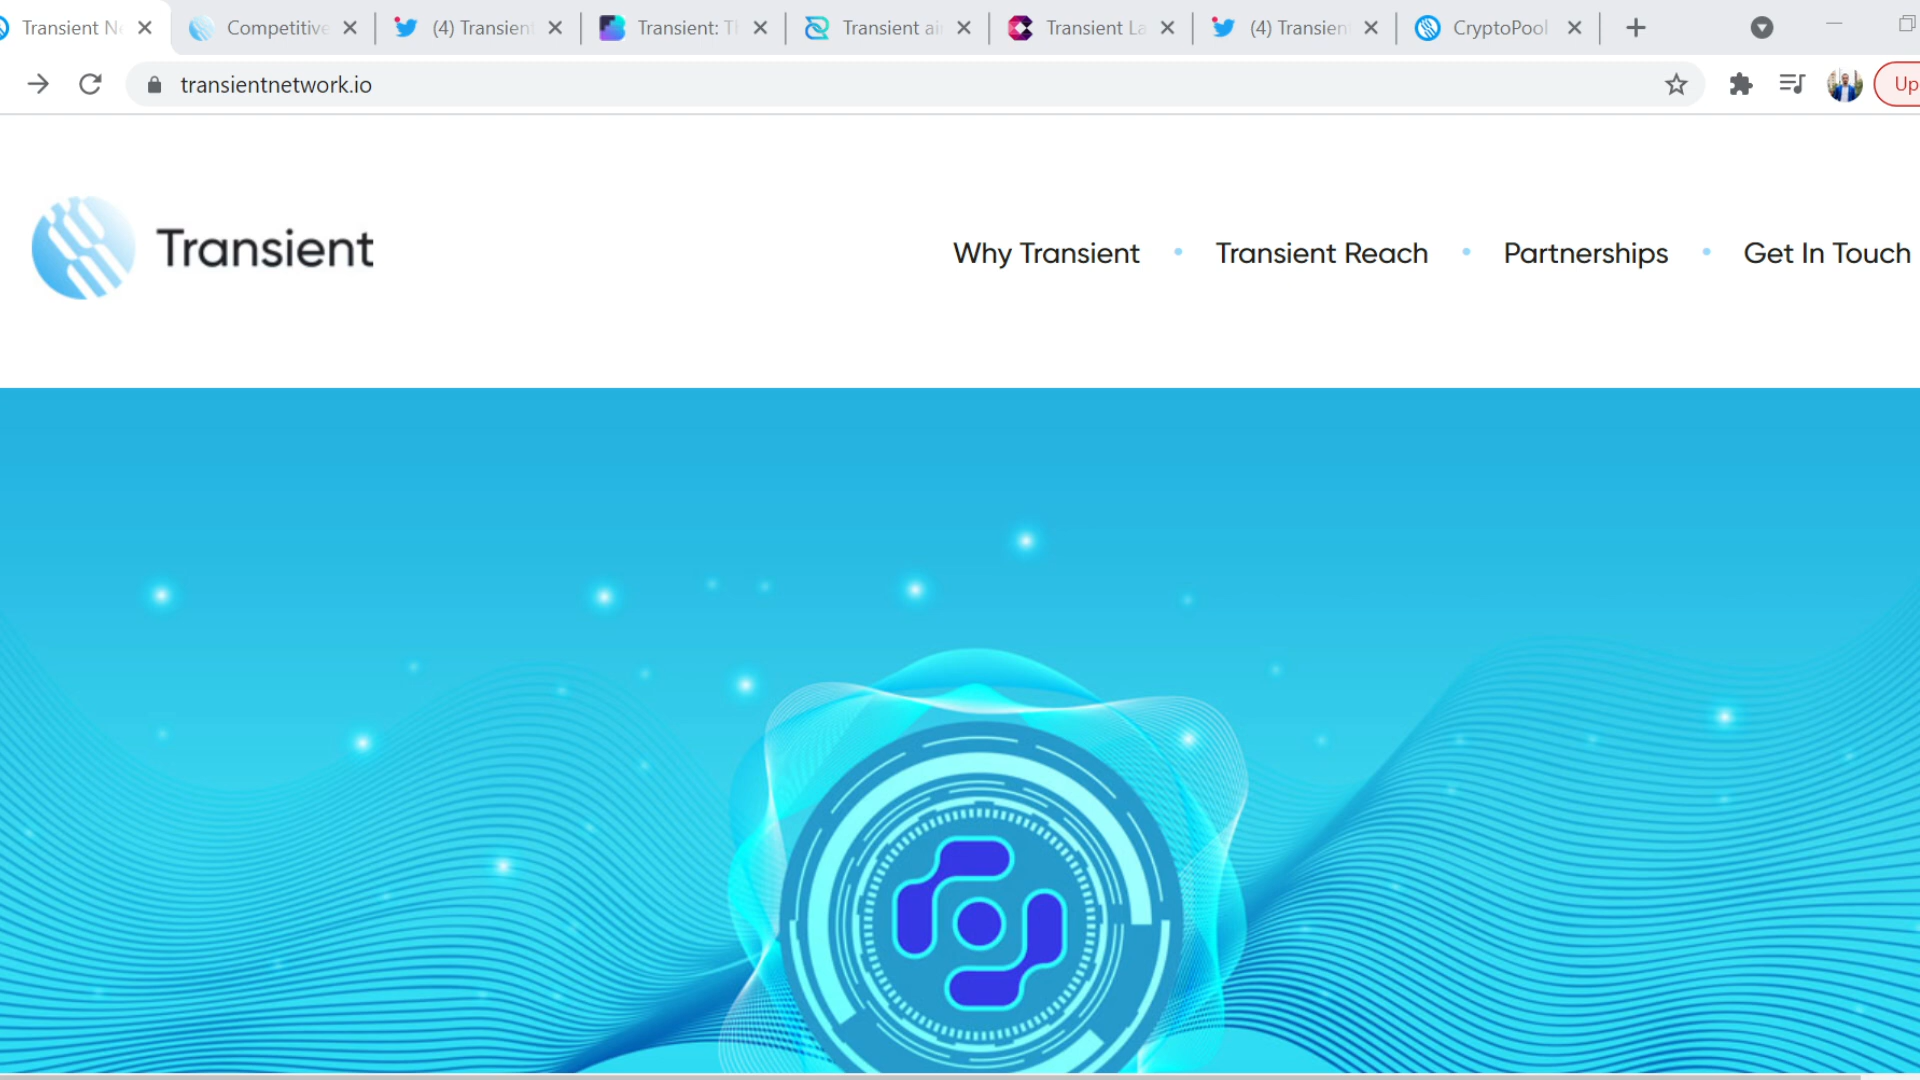 Transient N
Competitive
(4) Transient
Transient: T
Transient ai
Transient La
(4) Transient
CryptoPool
transientnetwork.io
Up
Transient
Why Transient • Transient Reach • Partnerships • Get In Touch